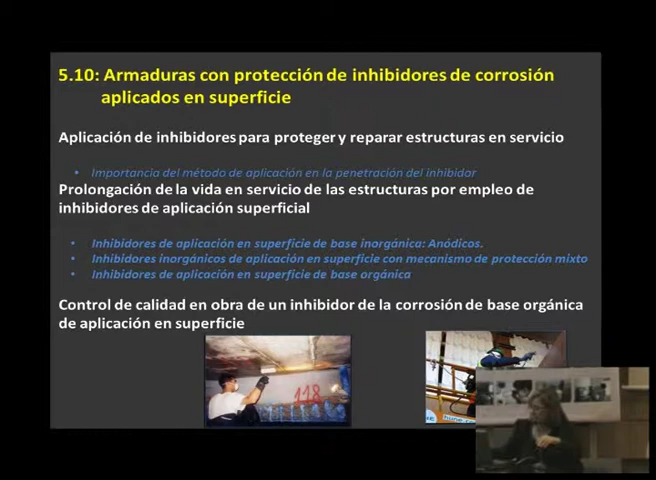 5.10: Armaduras con protección de inhibidores de corrosión
aplicados en superficie
Aplicación de inhibidores para proteger y reparar estructuras en servicio
• Importancia del método de aplicación en la penetración del inhibidor
Prolongación de la vida en servicio de las estructuras por empleo de
inhibidores de aplicación superficial
• Inhibidores de aplicación en superficie de base inorgánica: Anódicos.
• Inhibidores inorgánicos de aplicación en superficie con mecanismo de protección mixto
• Inhibidores de aplicación en superficie de base orgánica
Control de calidad en obra de un inhibidor de la corrosión de base orgánica
de aplicación en superficie
118